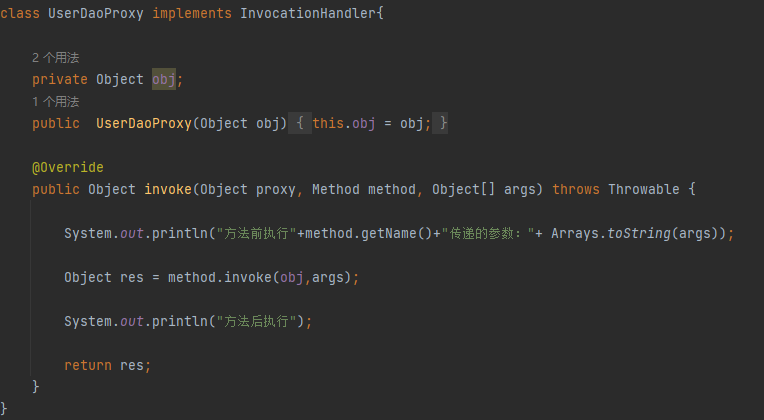 class UserDaoProxy implements InvocationHandler{
2 个用法
private Object obj;
1 个用法
public  UserDaoProxy(Object obj) { this.obj = obj; }
@Override
public Object invoke(Object proxy, Method method, Object[] args) throws Throwable {
System.out.println("方法前执行"+method.getName()+"传递的参数："+ Arrays.toString(args));
Object res = method.invoke(obj,args);
System.out.println("方法后执行");
return res;
}
}